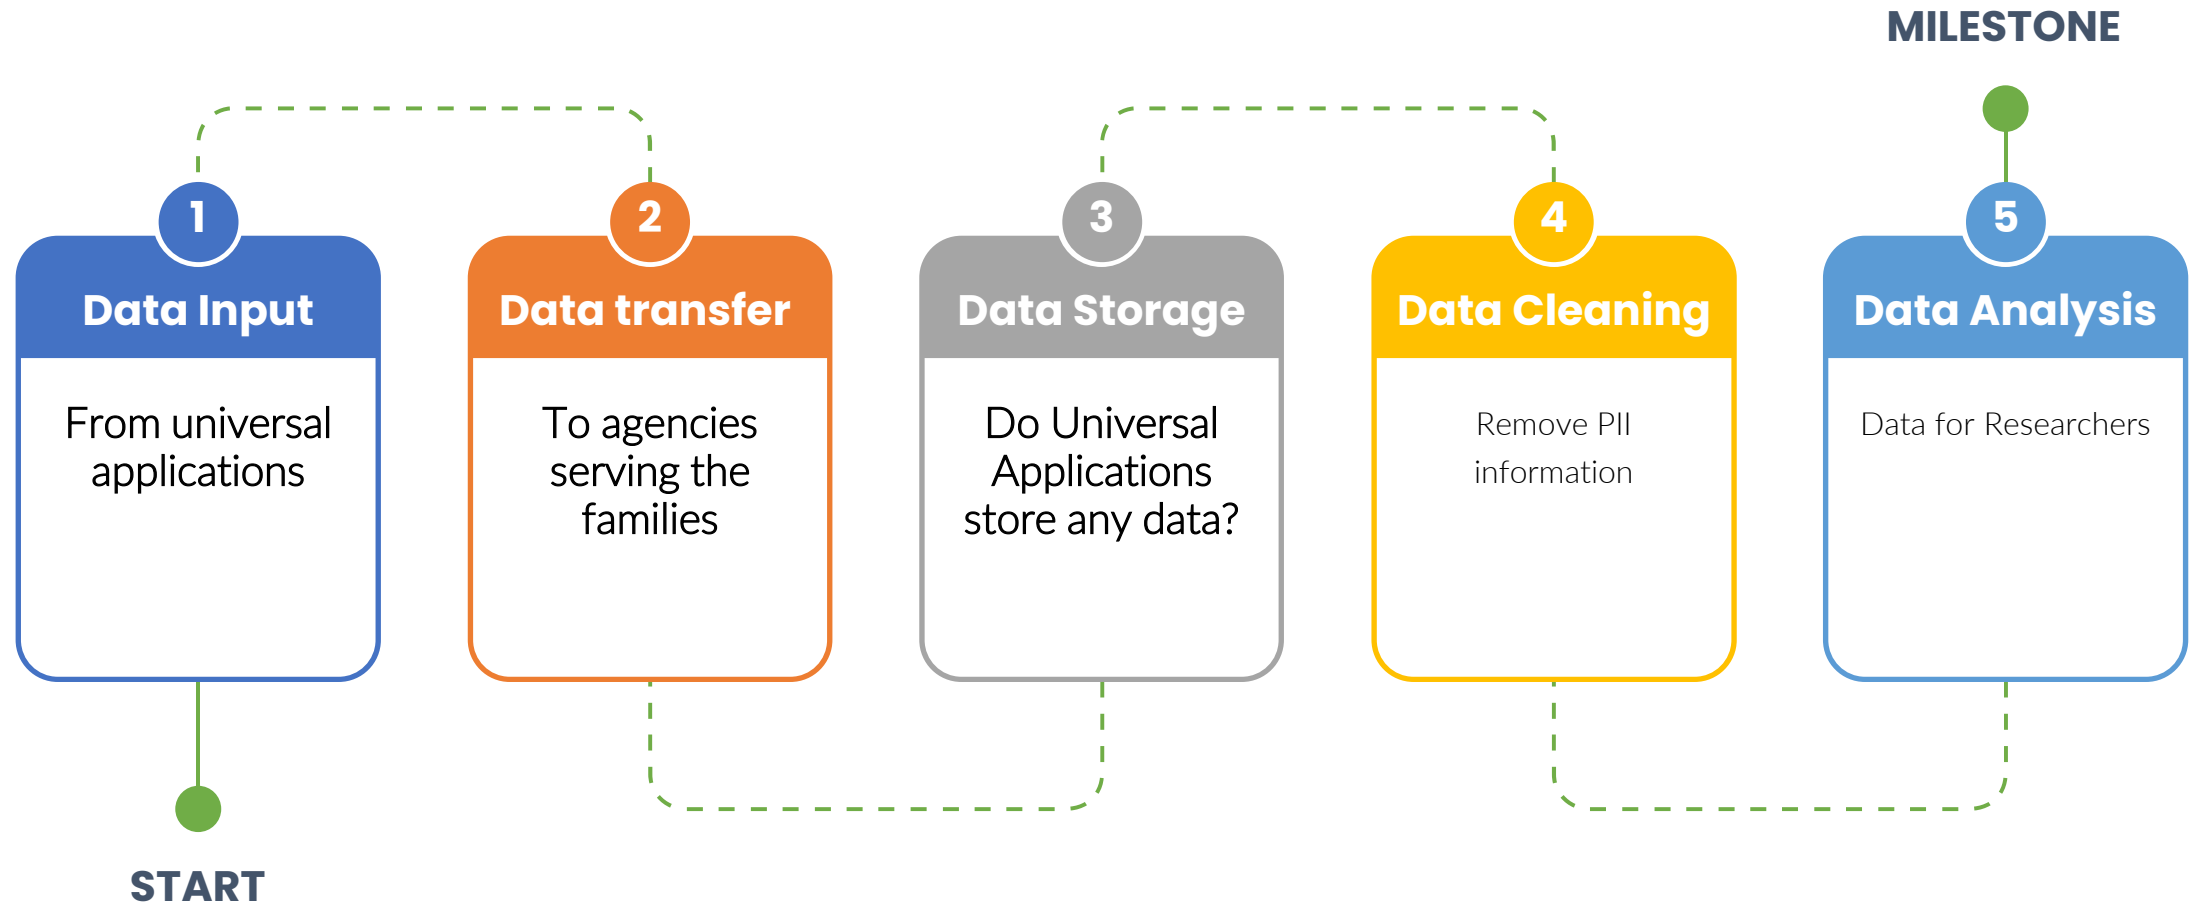 MILESTONE
1
Data Input
From universal
applications
2
Data transfer
To agencies
serving the
families
3
Data Storage
Do Universal
Applications
store any data?
4
Data Cleaning
Remove PII
information
5
Data Analysis
Data for Researchers
START